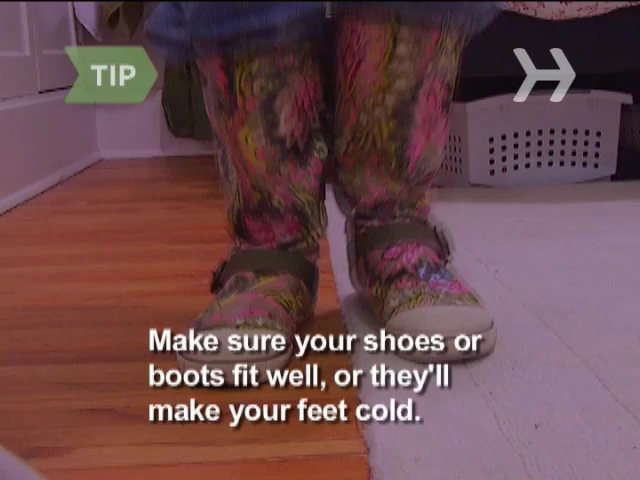 TIP
Make sure your shoes or
boots fit well, or they'll
make your feet cold.